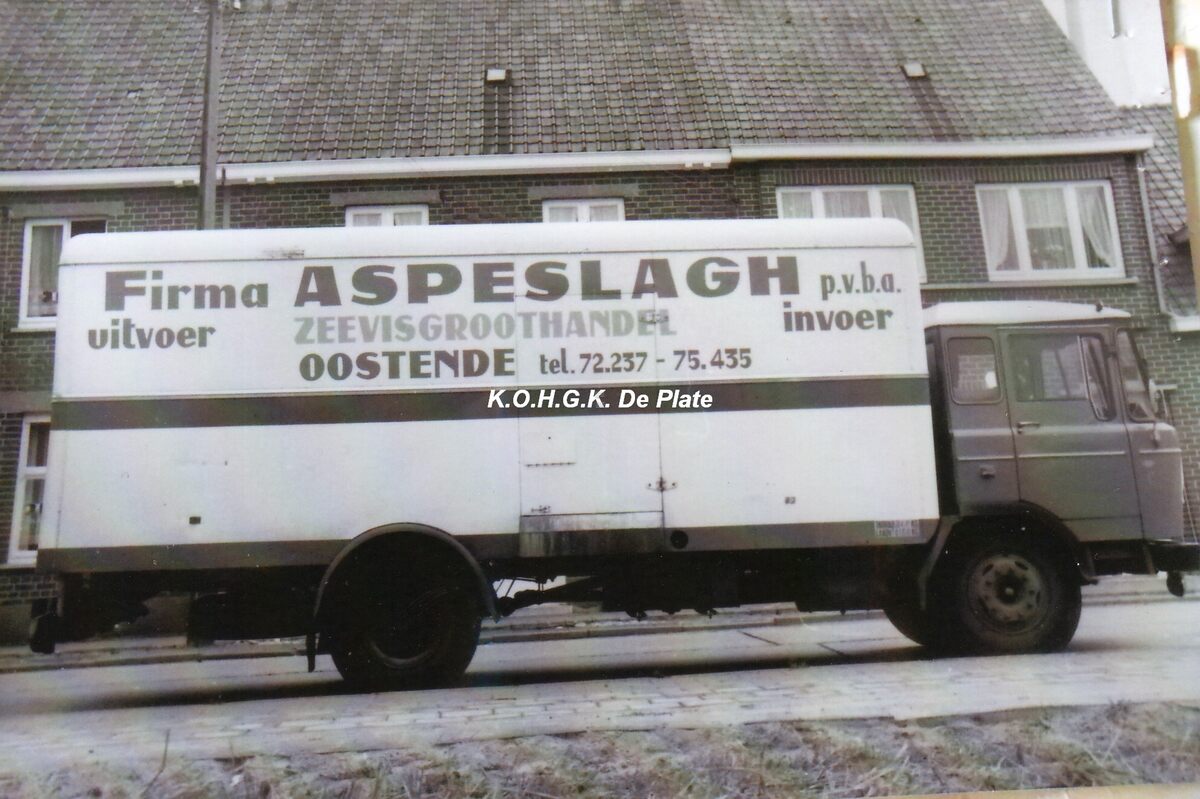 Firma ASPESLAGH p.v.b.a.
uitvoer ZEEVISGROOTHANDEL invoer
OOSTENDE tel. 72.237 - 75.435
K.O.H.G.K. De Plate